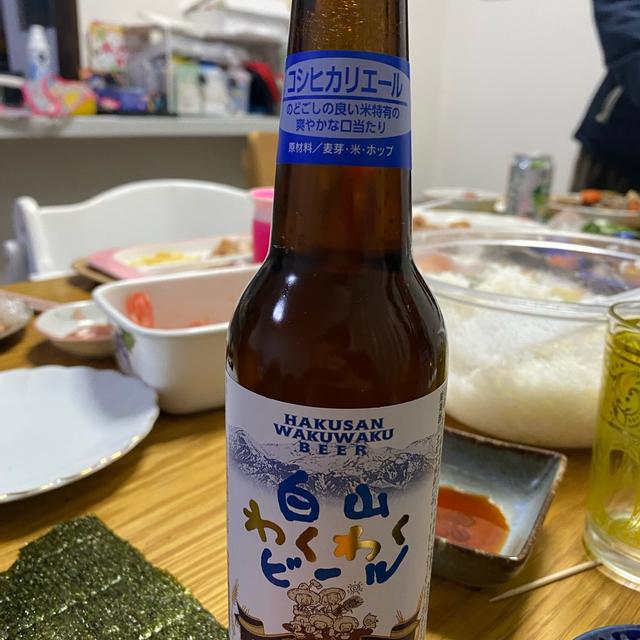 コシヒカリエール
のどごしの良い米特有の
爽やかな口当たり
原材料／麦芽・米・ホップ
HAKUSAN
WAKUWAKU
BEER
白山
わくわく
ビール